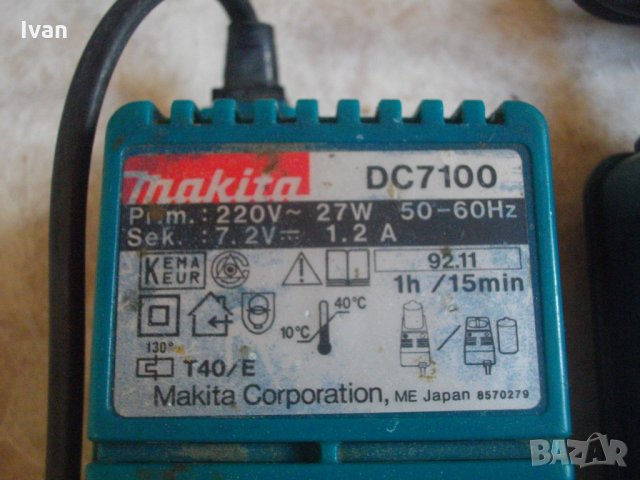 Ivan
makita DC7100
Prim.: 220V~ 27W 50-60Hz
Sek.: 7.2V⎓ 1.2 A
KEMA KEUR
92.11
1h /15min
40°C
10°C
130°
T40/E
Makita Corporation, ME Japan 8570279
BAZAR